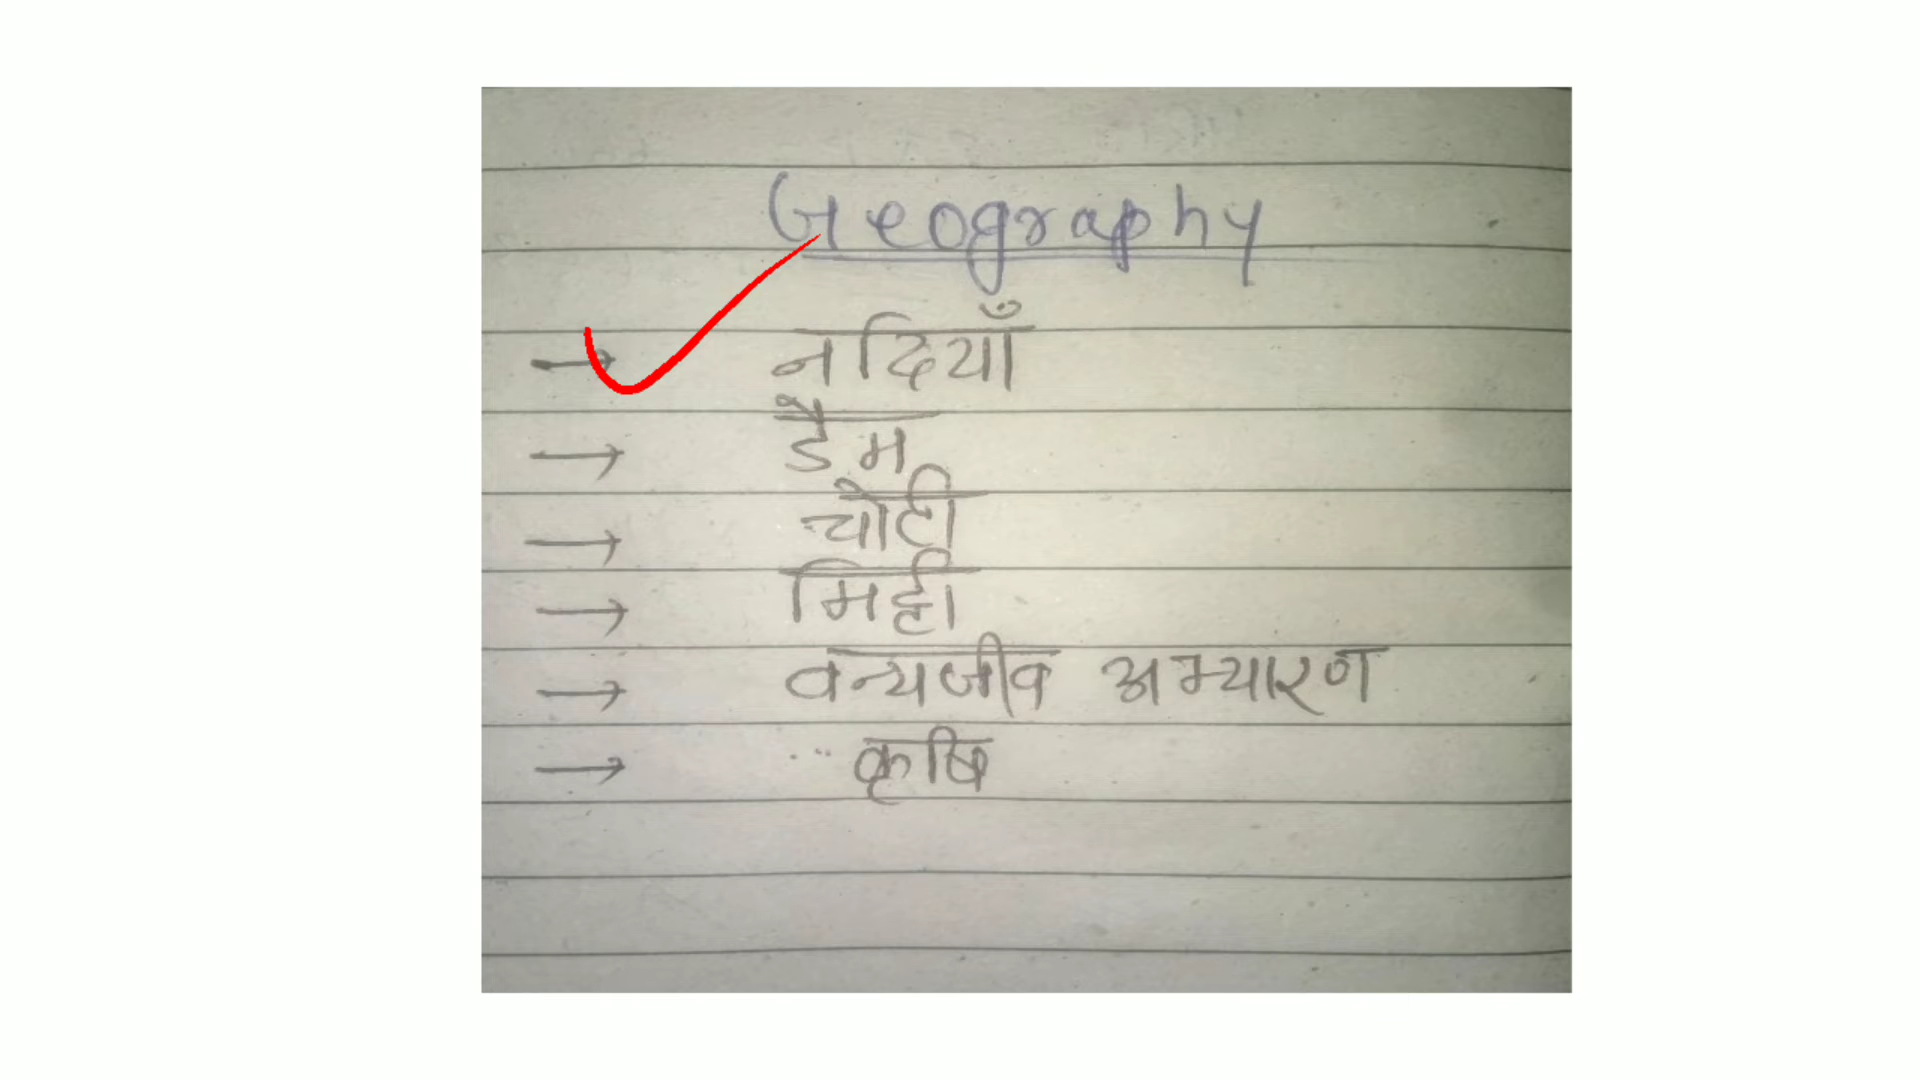 Geography
→ नदियाँ
→ डैम
→ चोटी
→ मिट्टी
→ वन्यजीव अभ्यारण
→ कृषि